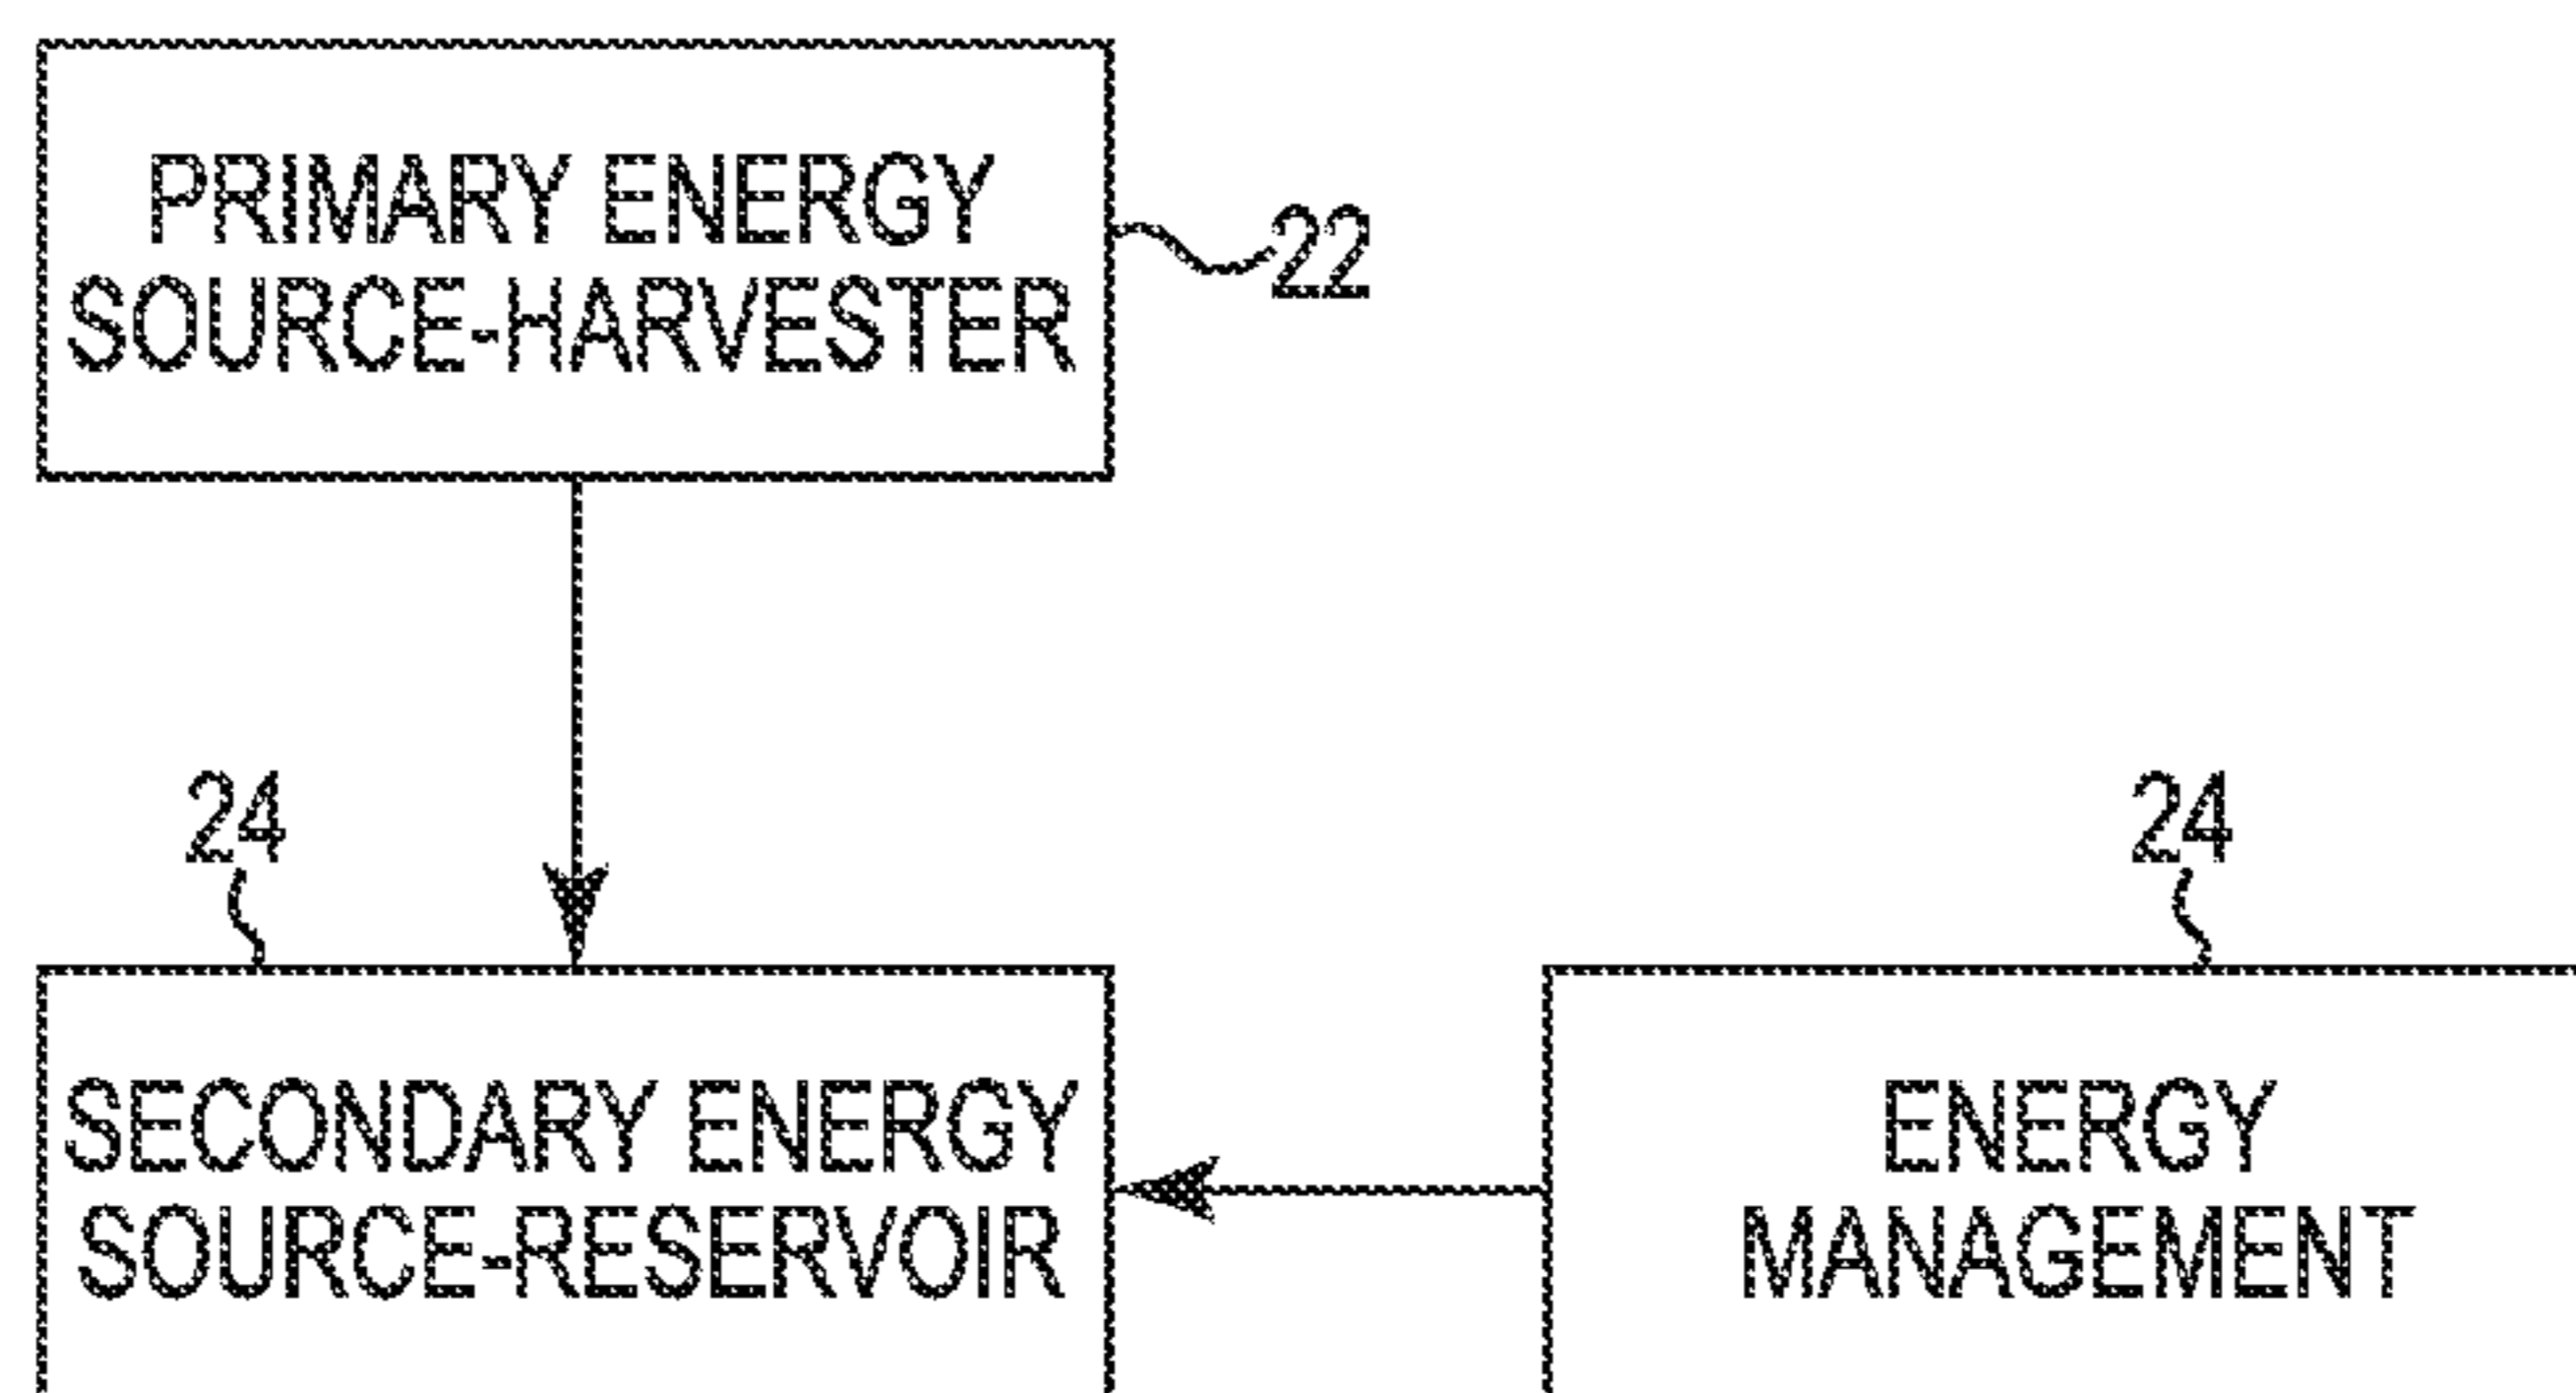 PRIMARY ENERGY
SOURCE-HARVESTER
22
24
24
SECONDARY ENERGY
SOURCE-RESERVOIR
ENERGY
MANAGEMENT